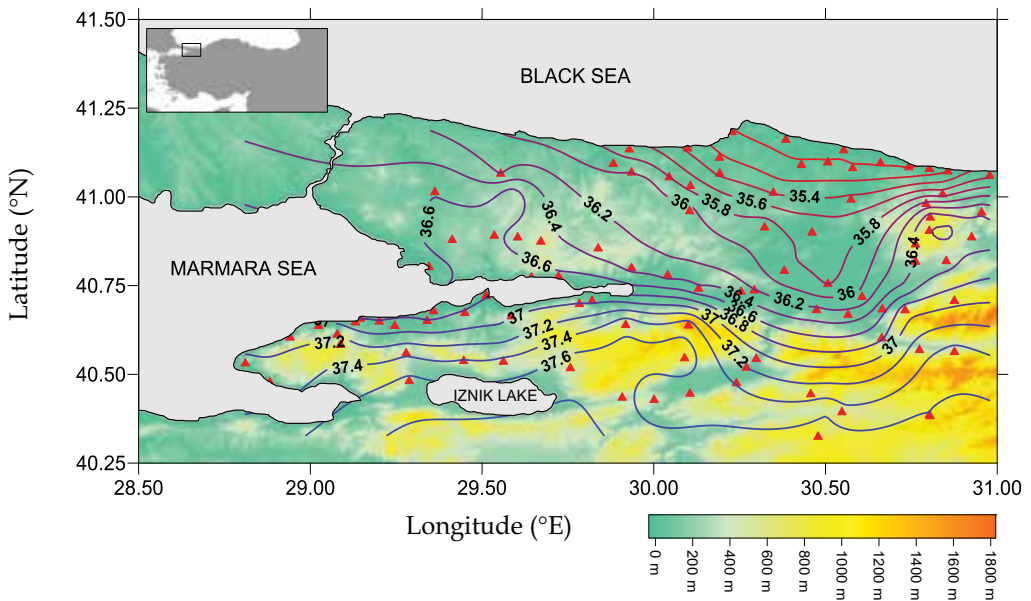 41.50
41.25
41.00
40.75
40.50
40.25
Latitude (°N)
BLACK SEA
MARMARA SEA
IZNIK LAKE
36.6
36.4
36.2
36
35.8
35.6
35.4
35.8
36.4
36.6
36.4
36.2
36
36.6
36.8
37
37.2
37
37
37.2
37.4
37.6
37
37.2
37.4
28.50
29.00
29.50
30.00
30.50
31.00
Longitude (°E)
0 m
200 m
400 m
600 m
800 m
1000 m
1200 m
1400 m
1600 m
1800 m